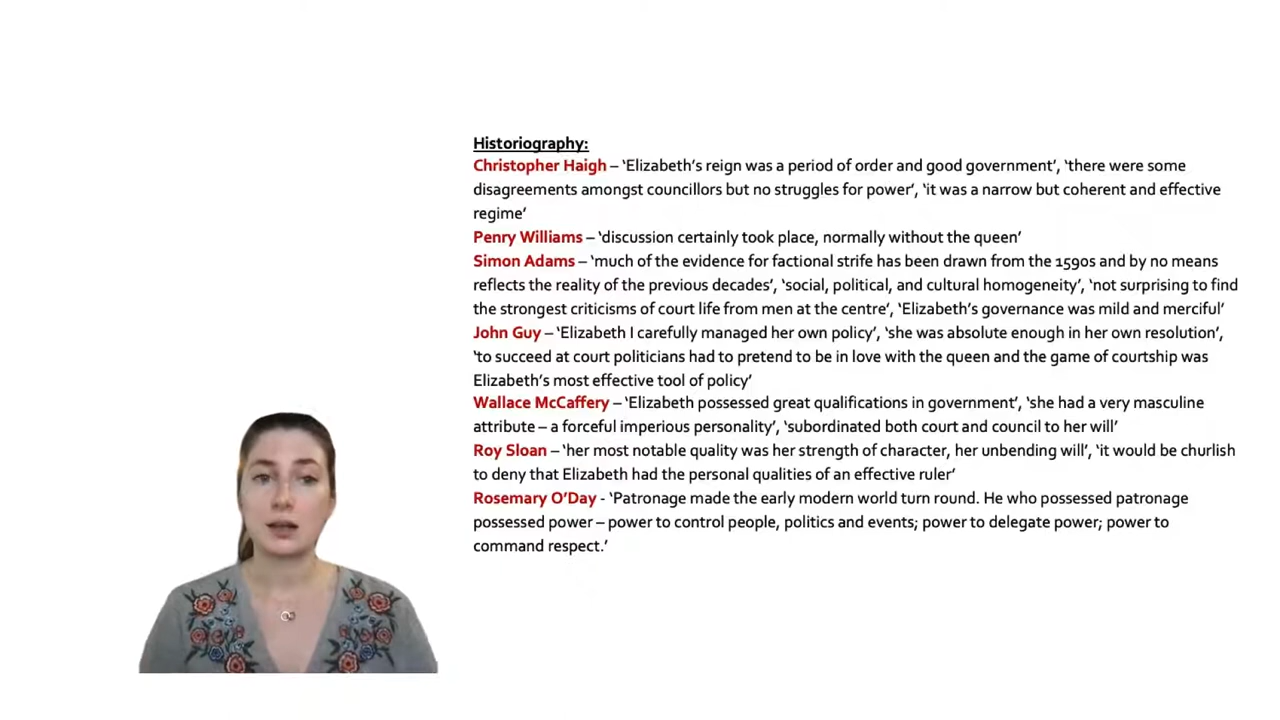 Historiography:
Christopher Haigh – ‘Elizabeth’s reign was a period of order and good government’, ‘there were some
disagreements amongst councillors but no struggles for power’, ‘it was a narrow but coherent and effective
regime’
Penry Williams – ‘discussion certainly took place, normally without the queen’
Simon Adams – ‘much of the evidence for factional strife has been drawn from the 1590s and by no means
reflects the reality of the previous decades’, ‘social, political, and cultural homogeneity’, ‘not surprising to find
the strongest criticisms of court life from men at the centre’, ‘Elizabeth’s governance was mild and merciful’
John Guy – ‘Elizabeth I carefully managed her own policy’, ‘she was absolute enough in her own resolution’,
‘to succeed at court politicians had to pretend to be in love with the queen and the game of courtship was
Elizabeth’s most effective tool of policy’
Wallace McCaffery – ‘Elizabeth possessed great qualifications in government’, ‘she had a very masculine
attribute – a forceful imperious personality’, ‘subordinated both court and council to her will’
Roy Sloan – ‘her most notable quality was her strength of character, her unbending will’, ‘it would be churlish
to deny that Elizabeth had the personal qualities of an effective ruler’
Rosemary O’Day - ‘Patronage made the early modern world turn round. He who possessed patronage
possessed power – power to control people, politics and events; power to delegate power; power to
command respect.’